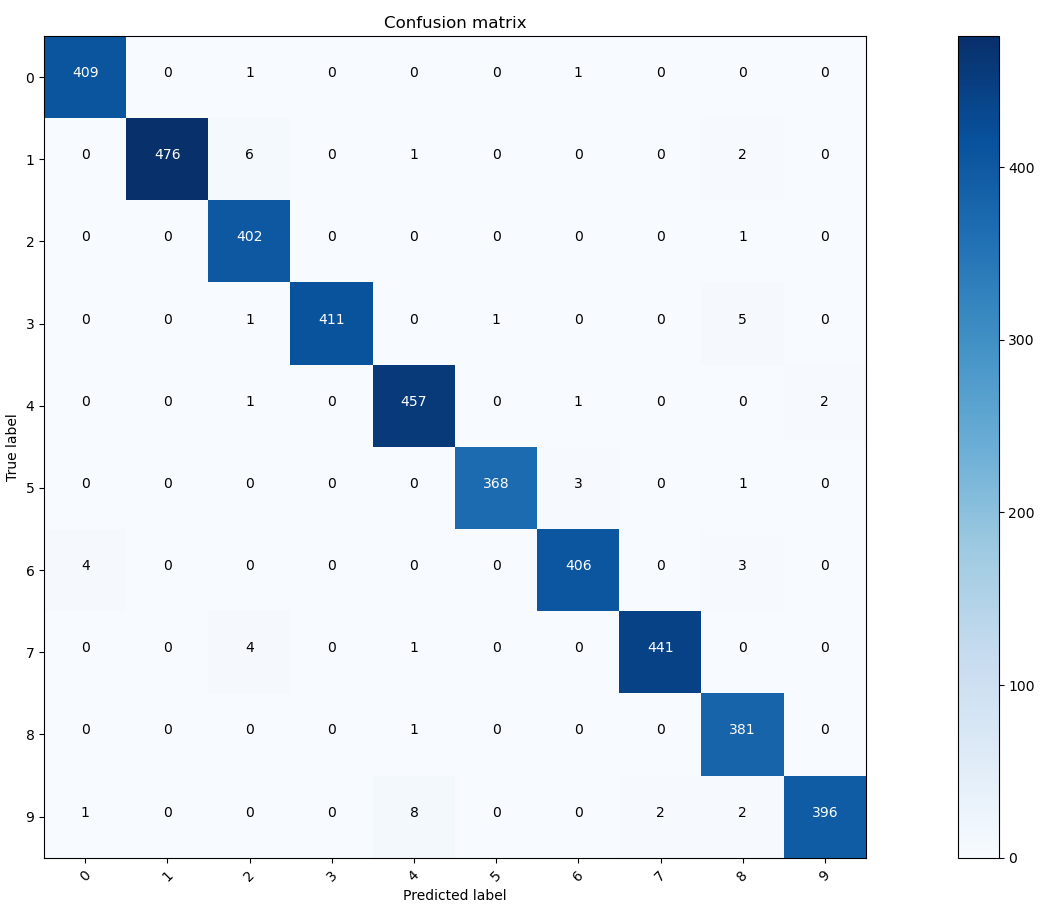 Confusion matrix
0 409 0 1 0 0 0 1 0 0 0
1 0 476 6 0 1 0 0 0 2 0
2 0 0 402 0 0 0 0 0 1 0
3 0 0 1 411 0 1 0 0 5 0
4 0 0 1 0 457 0 1 0 0 2
5 0 0 0 0 0 368 3 0 1 0
6 4 0 0 0 0 0 406 0 3 0
7 0 0 4 0 1 0 0 441 0 0
8 0 0 0 0 1 0 0 0 381 0
9 1 0 0 0 8 0 0 2 2 396
0 1 2 3 4 5 6 7 8 9
True label
Predicted label
400
300
200
100
0